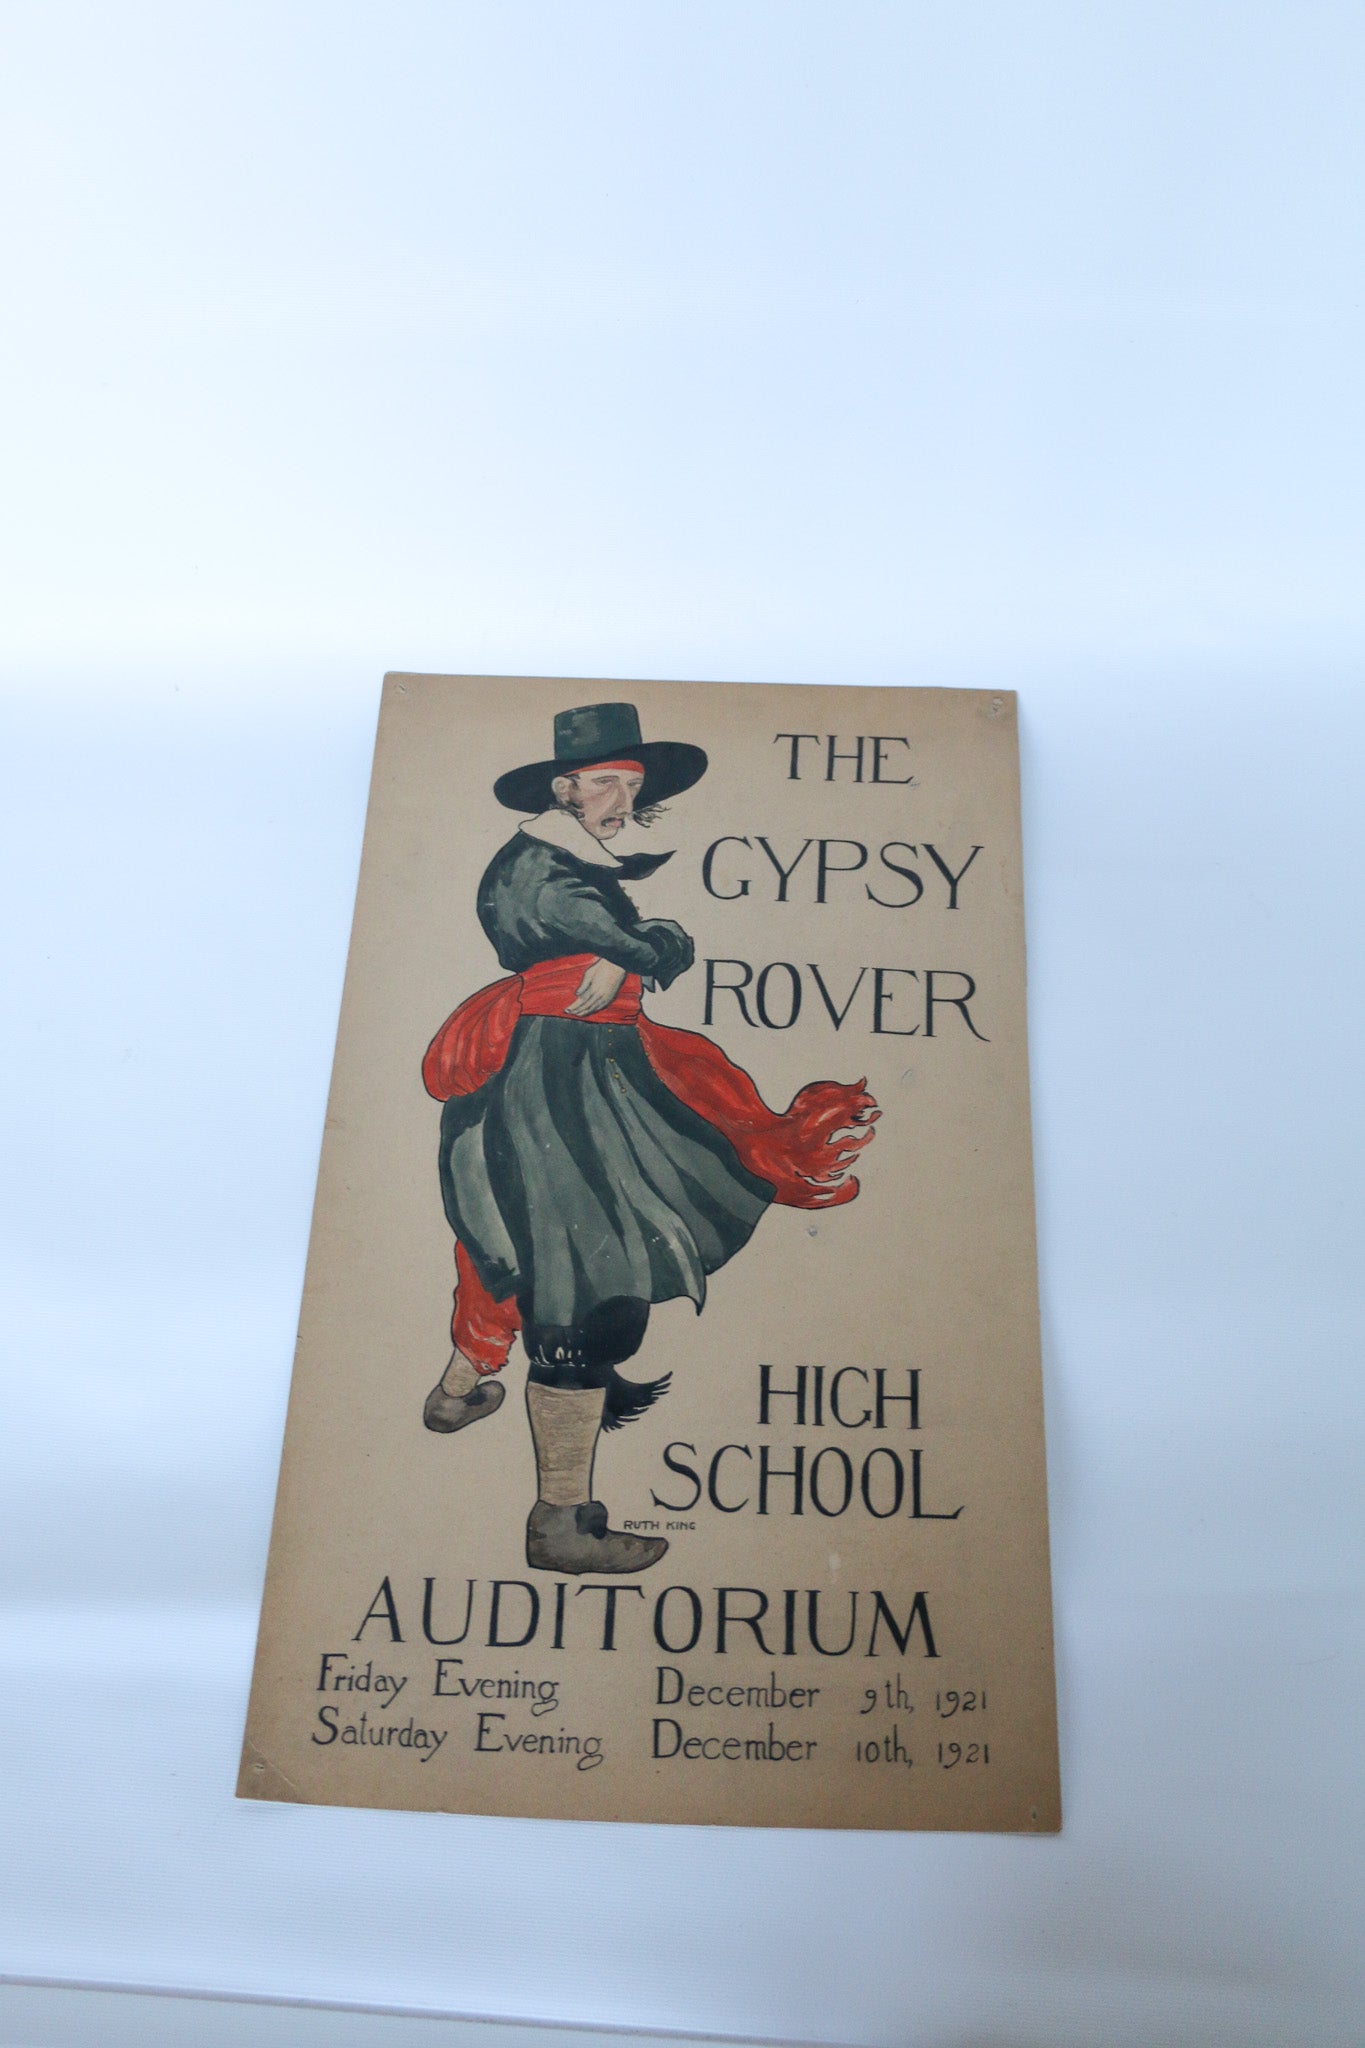 THE
GYPSY
ROVER
HIGH
SCHOOL
RUTH KING
AUDITORIUM
Friday Evening December 9th, 1921
Saturday Evening December 10th, 1921